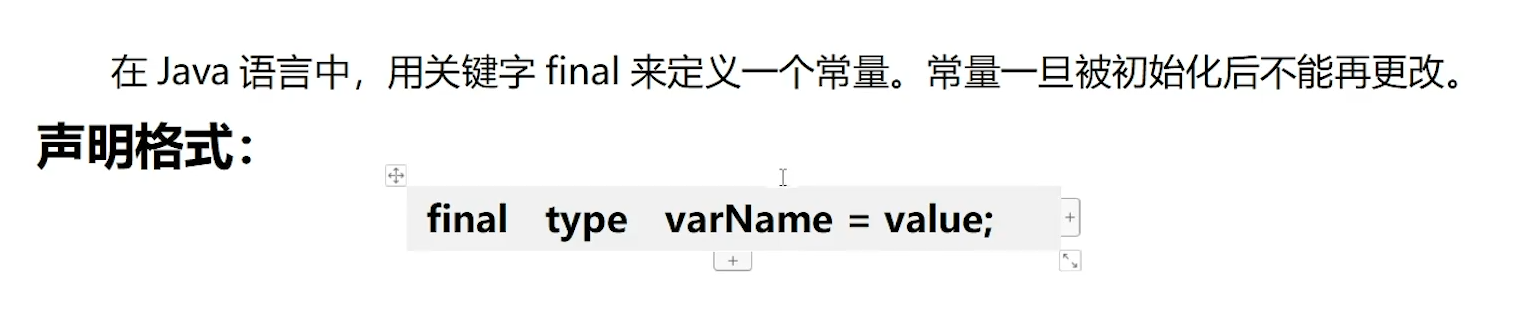 在 Java 语言中，用关键字 final 来定义一个常量。常量一旦被初始化后不能再更改。
声明格式：
final type varName = value;